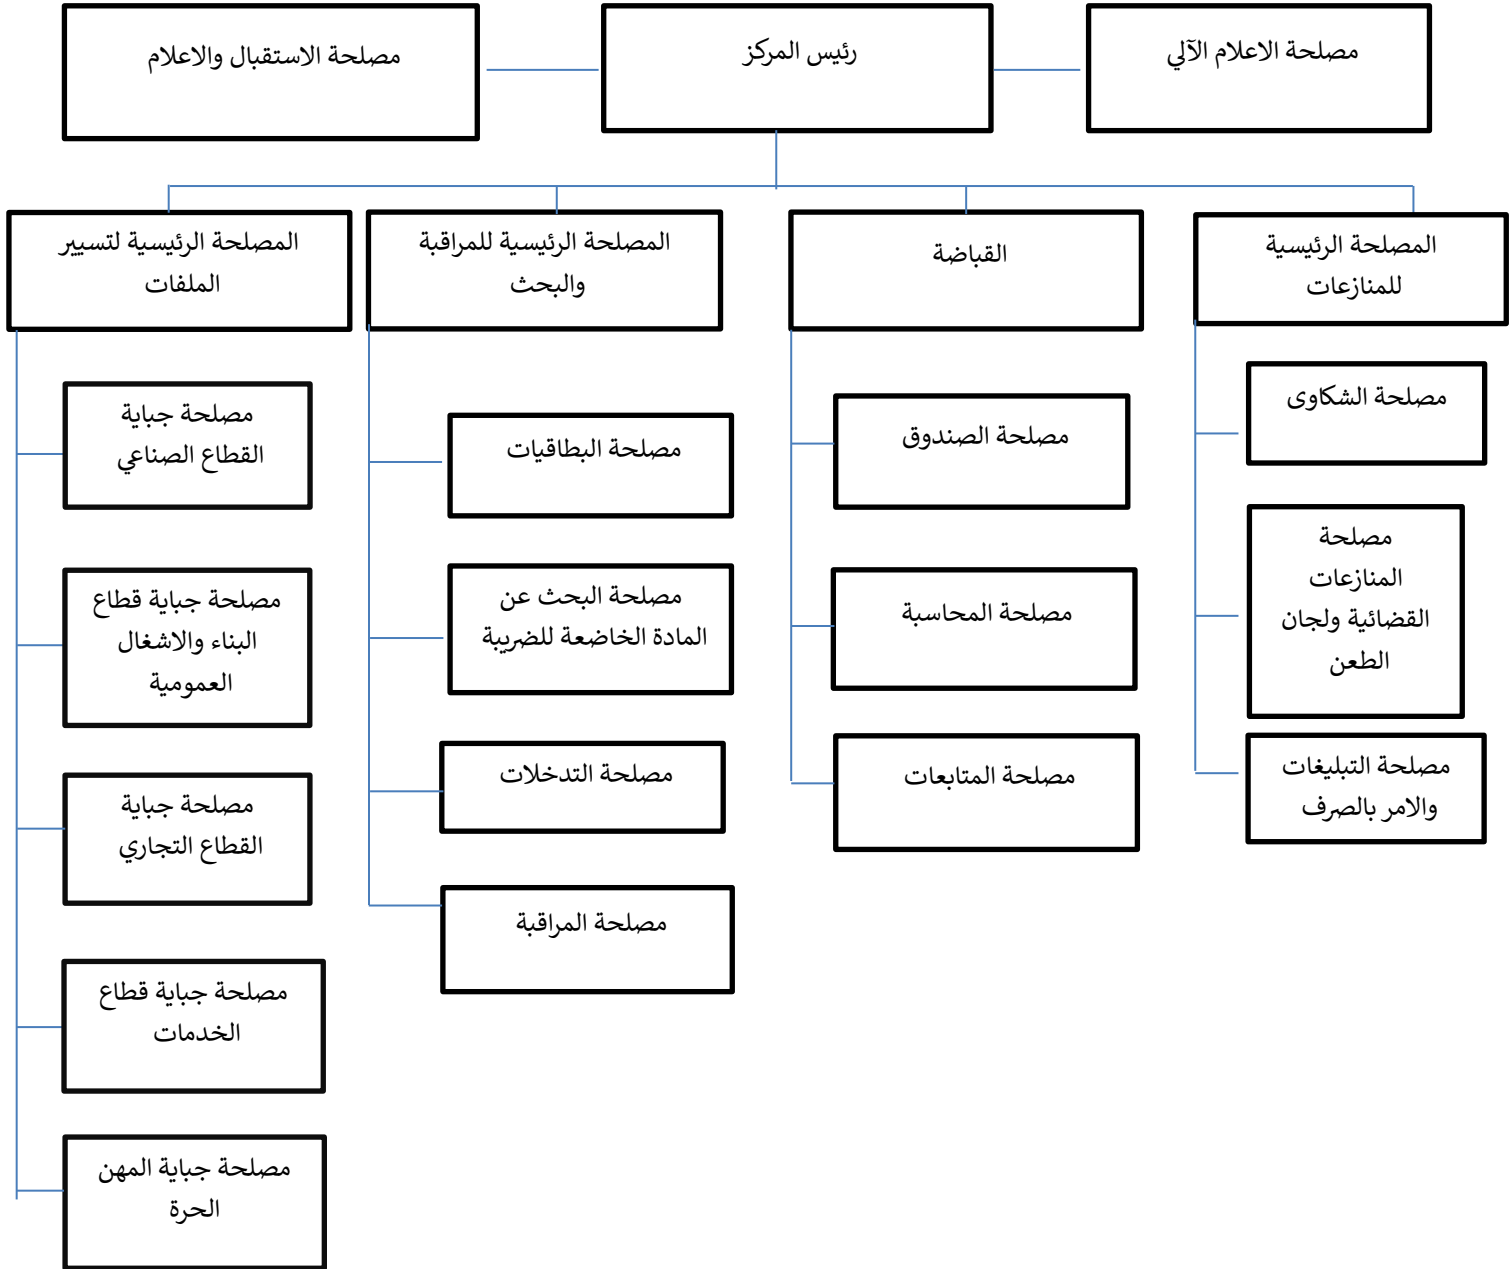 مصلحة الاعلام الآلي
رئيس المركز
مصلحة الاستقبال والاعلام
المصلحة الرئيسية
للمنازعات
القباضة
المصلحة الرئيسية للمراقبة
والبحث
المصلحة الرئيسية لتسيير
الملفات
مصلحة الشكاوى
مصلحة
المنازعات
القضائية ولجان
الطعن
مصلحة التبليغات
والامر بالصرف
مصلحة الصندوق
مصلحة المحاسبة
مصلحة المتابعات
مصلحة البطاقيات
مصلحة البحث عن
المادة الخاضعة للضريبة
مصلحة التدخلات
مصلحة المراقبة
مصلحة جباية
القطاع الصناعي
مصلحة جباية قطاع
البناء والاشغال
العمومية
مصلحة جباية
القطاع التجاري
مصلحة جباية قطاع
الخدمات
مصلحة جباية المهن
الحرة